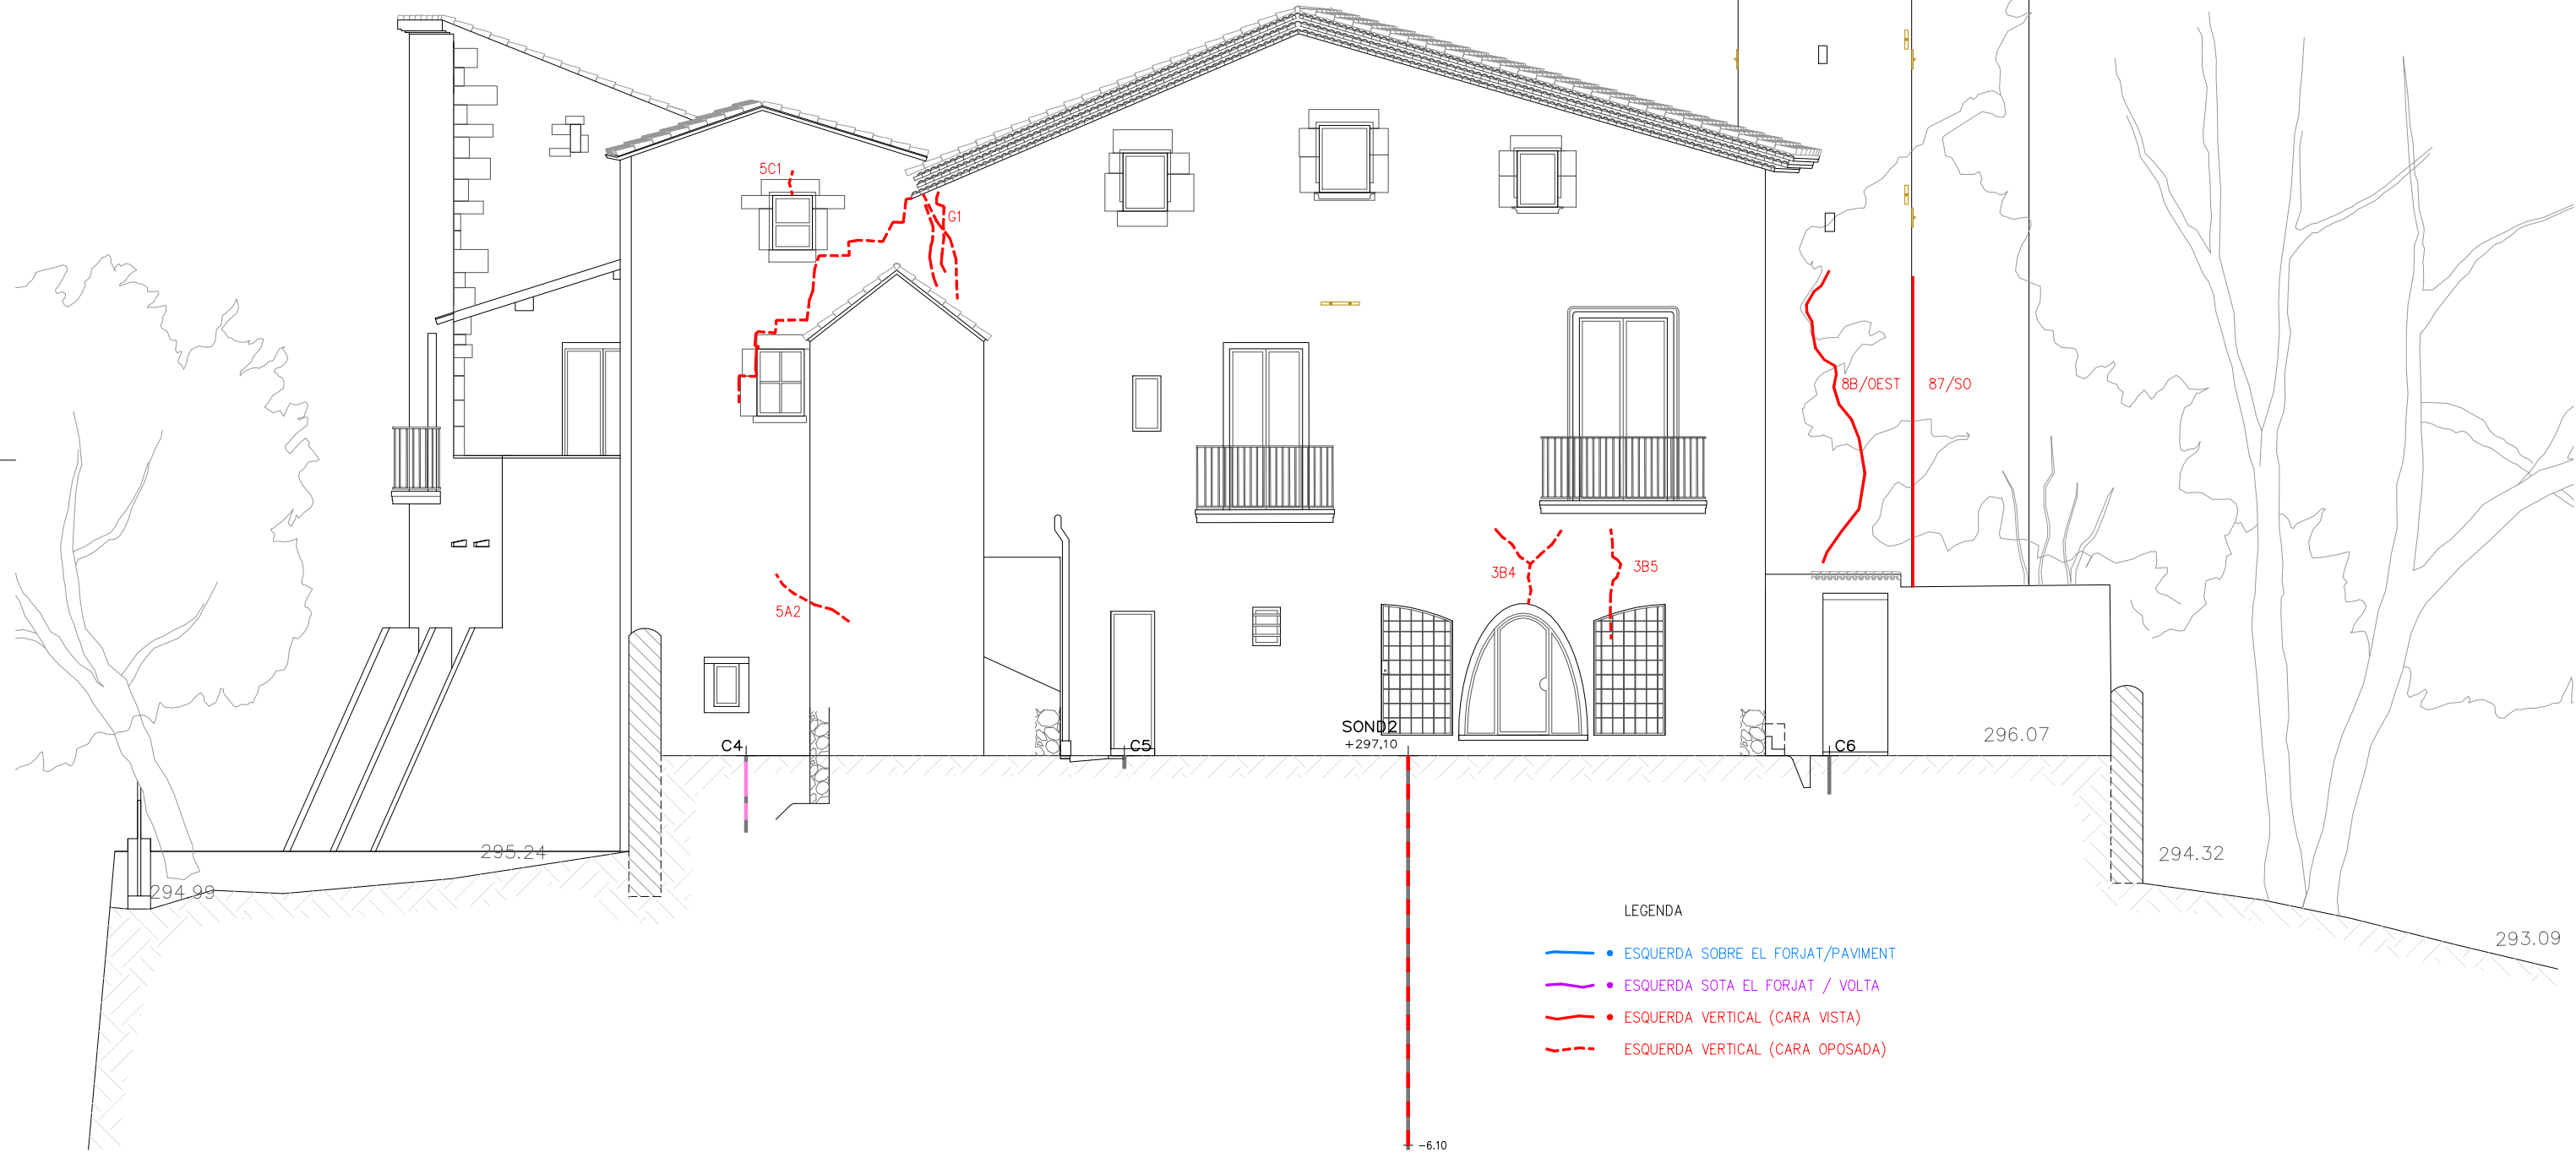 5C1
G1
8B/OEST
87/SO
3B4
3B5
5A2
SOND2
+297,10
296.07
C4
C5
C6
295.24
294.32
294.99
293.09
LEGENDA
ESQUERDA SOBRE EL FORJAT/PAVIMENT
ESQUERDA SOTA EL FORJAT / VOLTA
ESQUERDA VERTICAL (CARA VISTA)
ESQUERDA VERTICAL (CARA OPOSADA)
-6.10